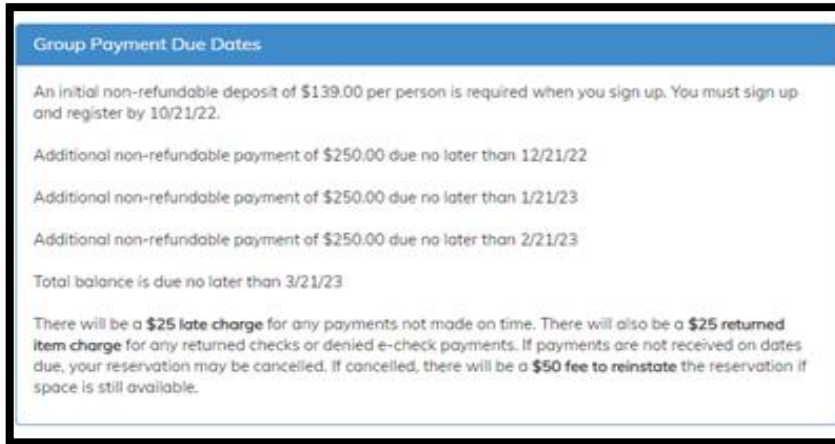 Group Payment Due Dates
An initial non-refundable deposit of $139.00 per person is required when you sign up. You must sign up
and register by 10/21/22.
Additional non-refundable payment of $250.00 due no later than 12/21/22
Additional non-refundable payment of $250.00 due no later than 1/21/23
Additional non-refundable payment of $250.00 due no later than 2/21/23
Total balance is due no later than 3/21/23
There will be a $25 late charge for any payments not made on time. There will also be a $25 returned
item charge for any returned checks or denied e-check payments. If payments are not received on dates
due, your reservation may be cancelled. If cancelled, there will be a $50 fee to reinstate the reservation if
space is still available.